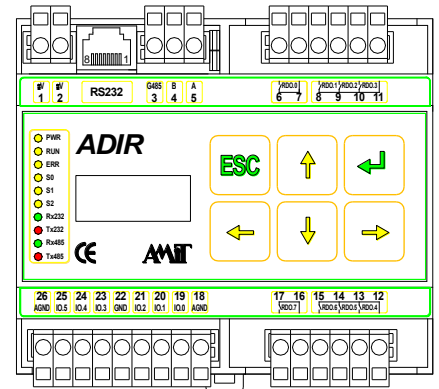 8 1
⎓V ⎓V RS232 G485 B A RDO.0 RDO.1 RDO.2 RDO.3
1 2 3 4 5 6 7 8 9 10 11
PWR
RUN
ERR
S0
S1
S2
Rx232
Tx232
Rx485
Tx485
ADIR
ESC
CE AMiT
26 25 24 23 22 21 20 19 18 17 16 15 14 13 12
AGND IO.5 IO.4 IO.3 GND IO.2 IO.1 IO.0 AGND RDO.7 RDO.6 RDO.5 RDO.4